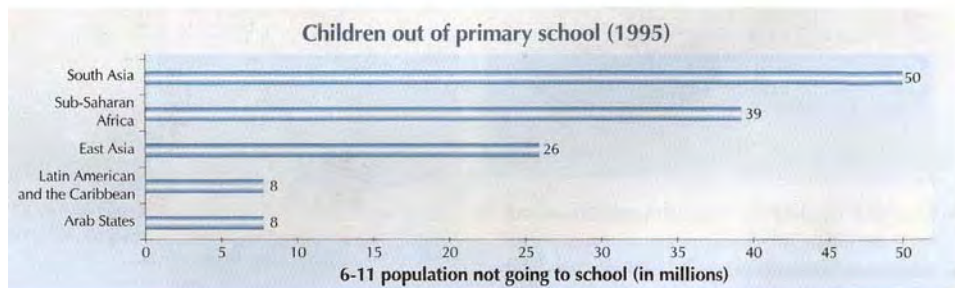 Children out of primary school (1995)
South Asia
50
Sub-Saharan
Africa
39
East Asia
26
Latin American
and the Caribbean
8
Arab States
8
0 5 10 15 20 25 30 35 40 45 50
6-11 population not going to school (in millions)